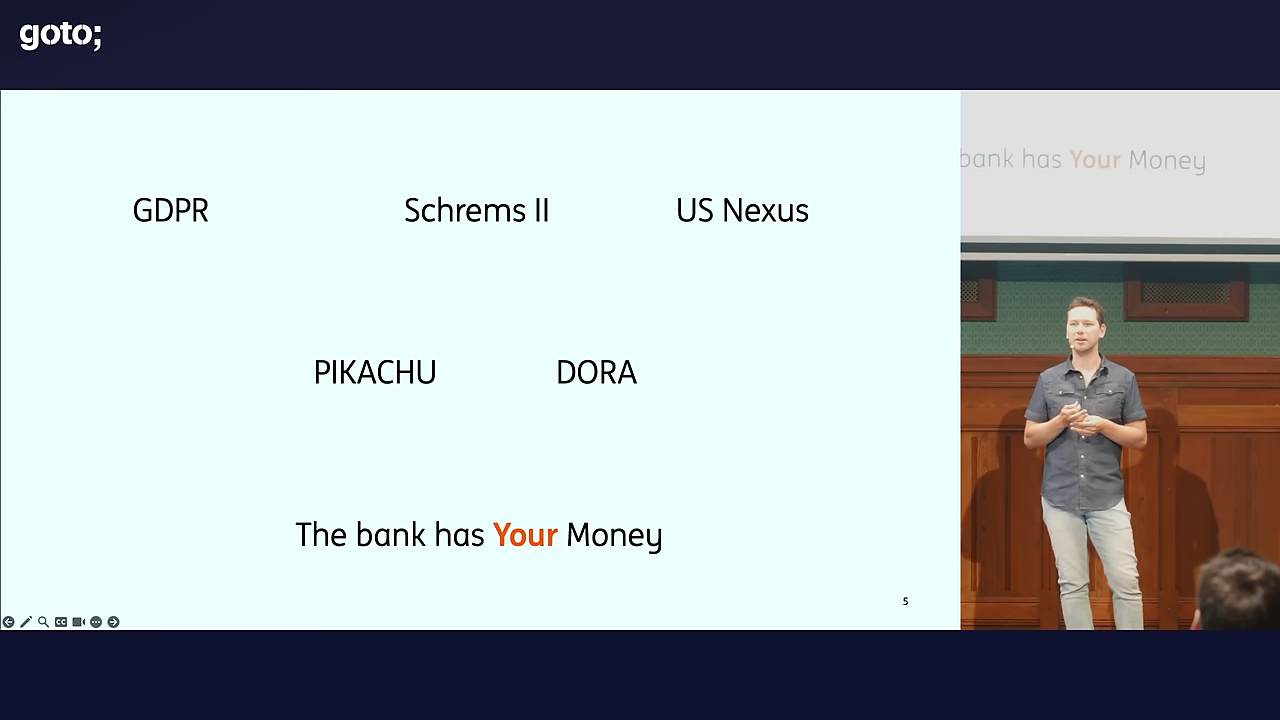 goto;
GDPR Schrems II US Nexus
bank has Your Money
PIKACHU DORA
The bank has Your Money
5